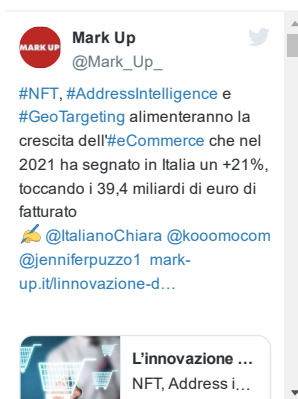 MARK UP
Mark Up
@Mark_Up_
#NFT, #AddressIntelligence e
#GeoTargeting alimenteranno la
crescita dell'#eCommerce che nel
2021 ha segnato in Italia un +21%,
toccando i 39,4 miliardi di euro di
fatturato
✍ @ItalianoChiara @kooomocom
@jenniferpuzzo1 mark-
up.it/linnovazione-d…
L'innovazione …
NFT, Address i…